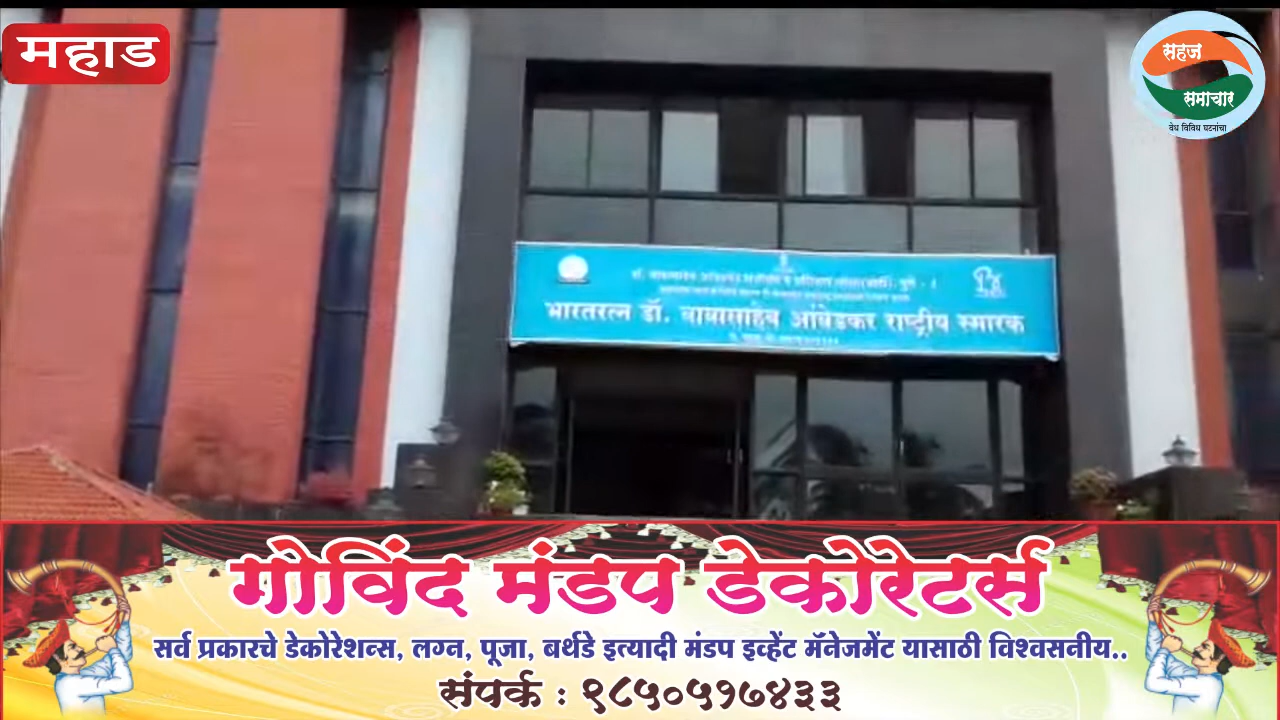 महाड
सहज
समाचार
वेध विविध घटनांचा
भारतरत्न डॉ. बाबासाहेब आंबेडकर राष्ट्रीय स्मारक
गोविंद मंडप डेकोरेटर्स
सर्व प्रकारचे डेकोरेशन्स, लग्न, पूजा, बर्थडे इत्यादी मंडप इव्हेंट मॅनेजमेंट यासाठी विश्वसनीय..
संपर्क : ९८५०५१७४३३